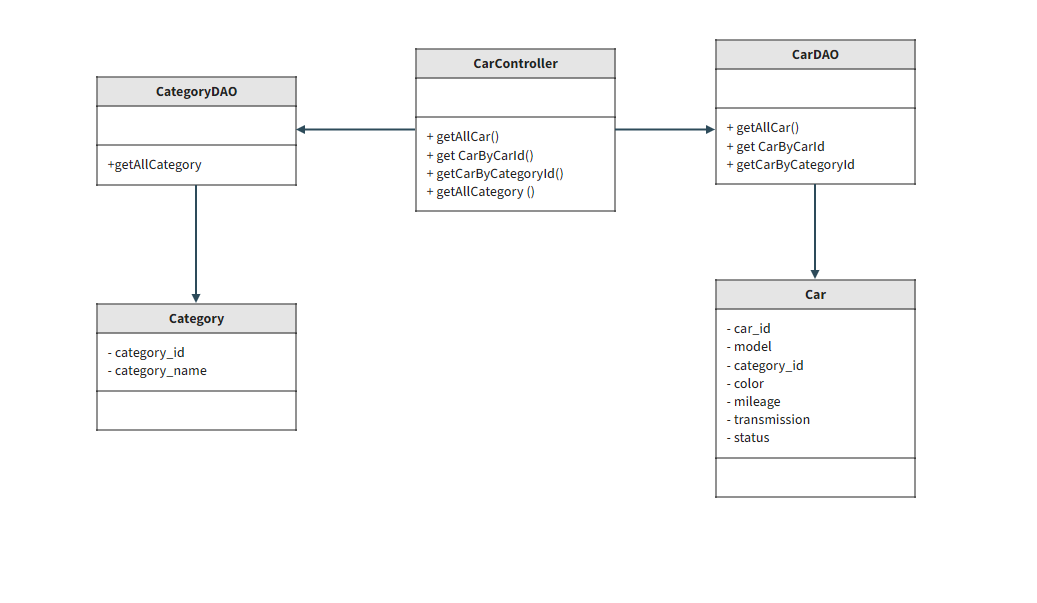 CategoryDAO
+getAllCategory
CarController
+ getAllCar()
+ get CarByCarId()
+ getCarByCategoryId()
+ getAllCategory ()
CarDAO
+ getAllCar()
+ get CarByCarId
+ getCarByCategoryId
Category
- category_id
- category_name
Car
- car_id
- model
- category_id
- color
- mileage
- transmission
- status